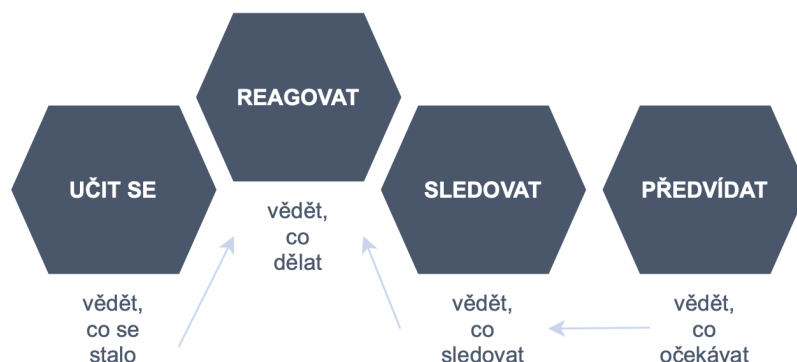 REAGOVAT
UČIT SE
SLEDOVAT
PŘEDVÍDAT
vědět,
co
dělat
vědět,
co se
stalo
vědět,
co
sledovat
vědět,
co
očekávat